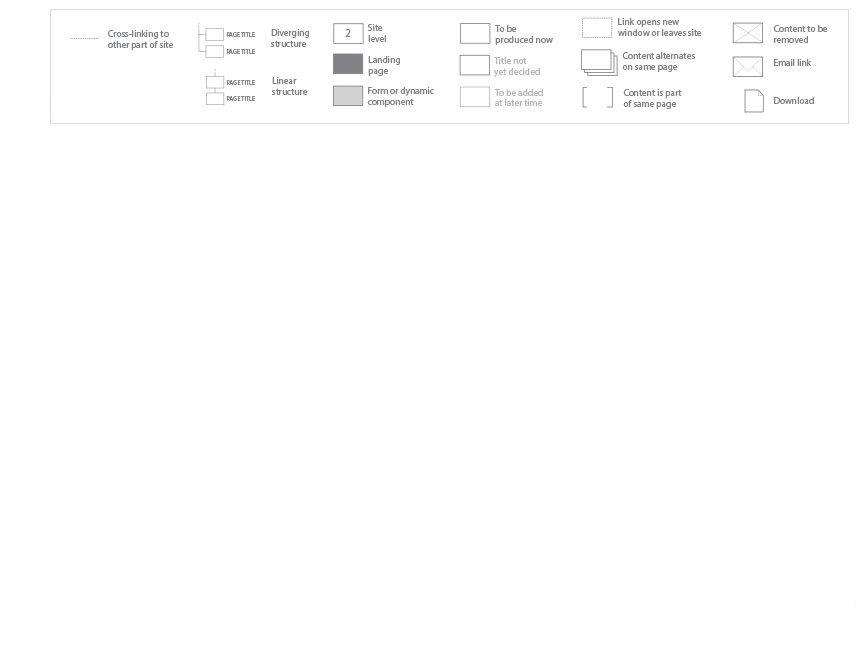 Cross-linking to
other part of site
PAGE TITLE
PAGE TITLE
Diverging
structure
PAGE TITLE
PAGE TITLE
Linear
structure
2
Site
level
Landing
page
Form or dynamic
component
To be
produced now
Title not
yet decided
To be added
at later time
Link opens new
window or leaves site
Content alternates
on same page
Content is part
of same page
Content to be
removed
Email link
Download